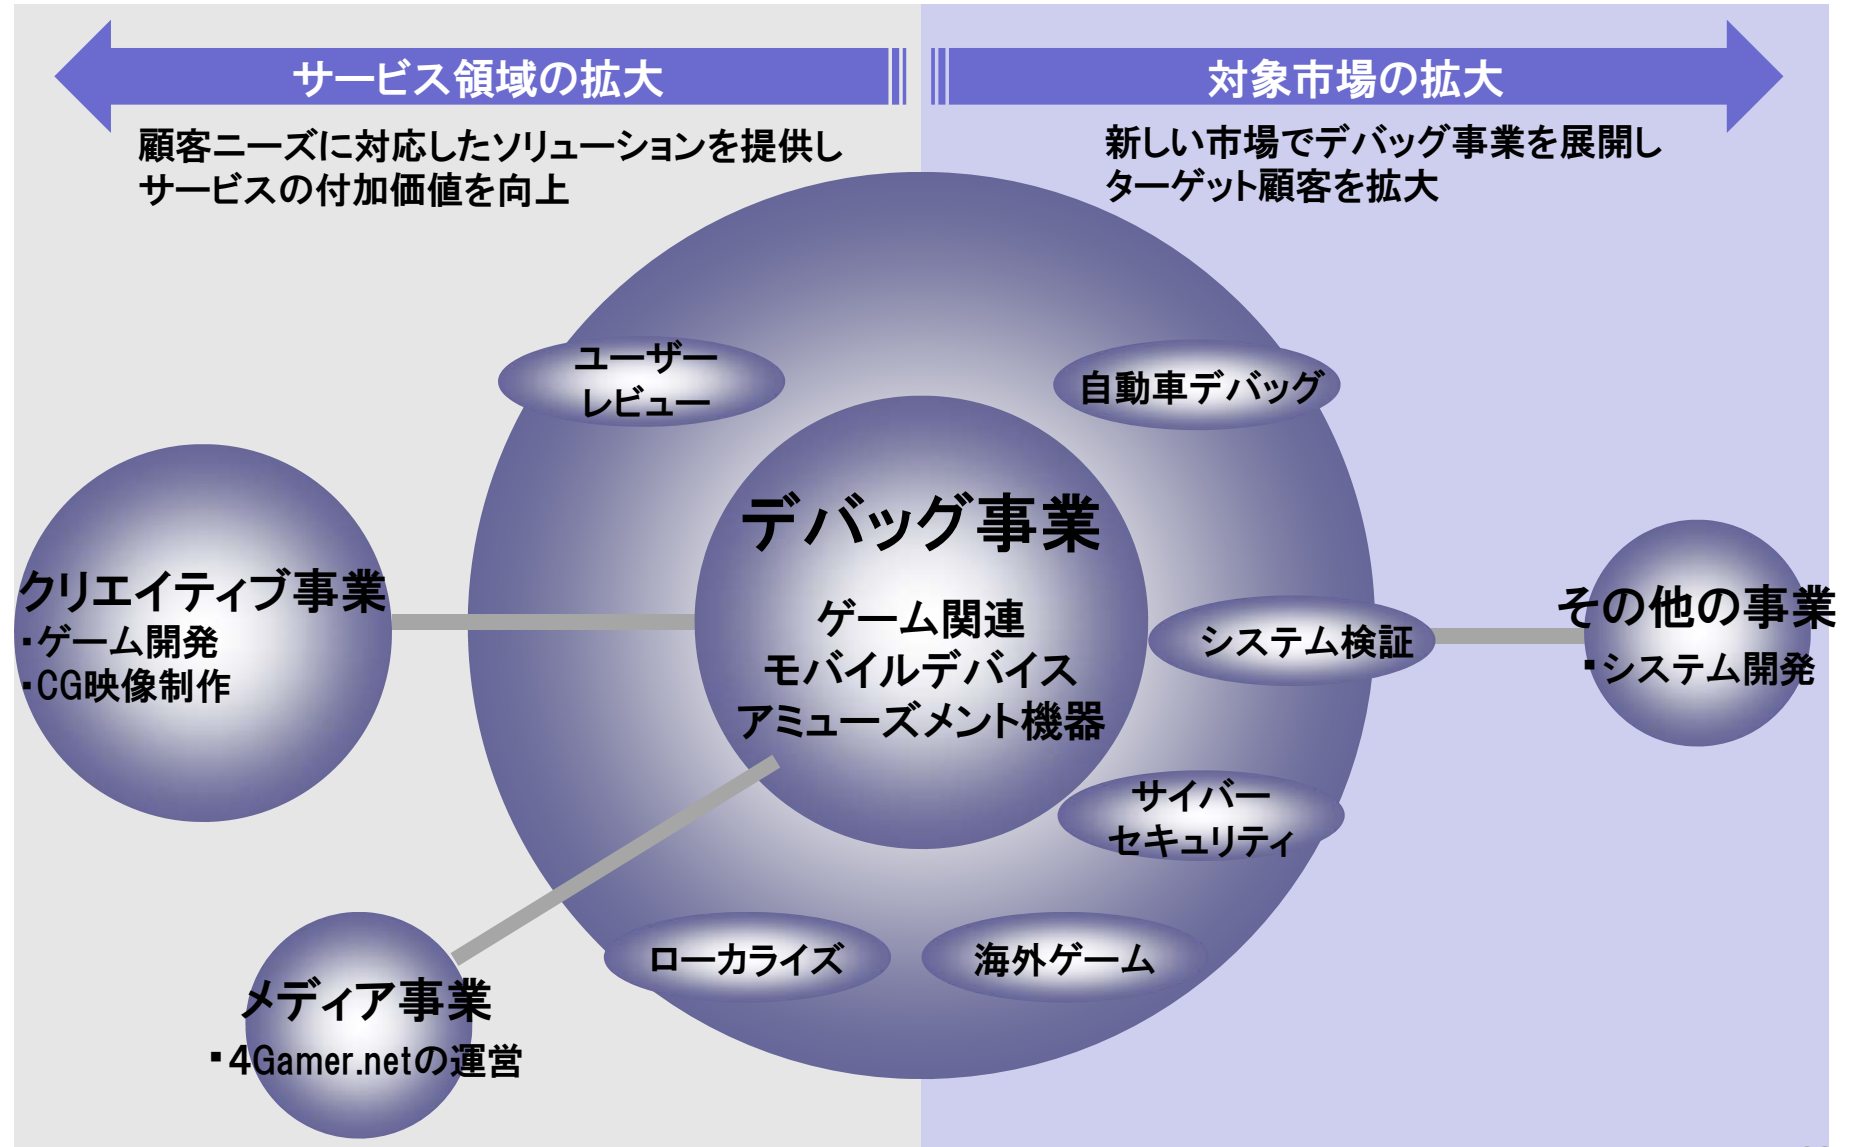 サービス領域の拡大
対象市場の拡大
顧客ニーズに対応したソリューションを提供し
サービスの付加価値を向上
新しい市場でデバッグ事業を展開し
ターゲット顧客を拡大
ユーザー
レビュー
自動車デバッグ
デバッグ事業
ゲーム関連
モバイルデバイス
アミューズメント機器
クリエイティブ事業
・ゲーム開発
・CG映像制作
システム検証
その他の事業
・システム開発
サイバー
セキュリティ
ローカライズ
海外ゲーム
メディア事業
・4Gamer.netの運営